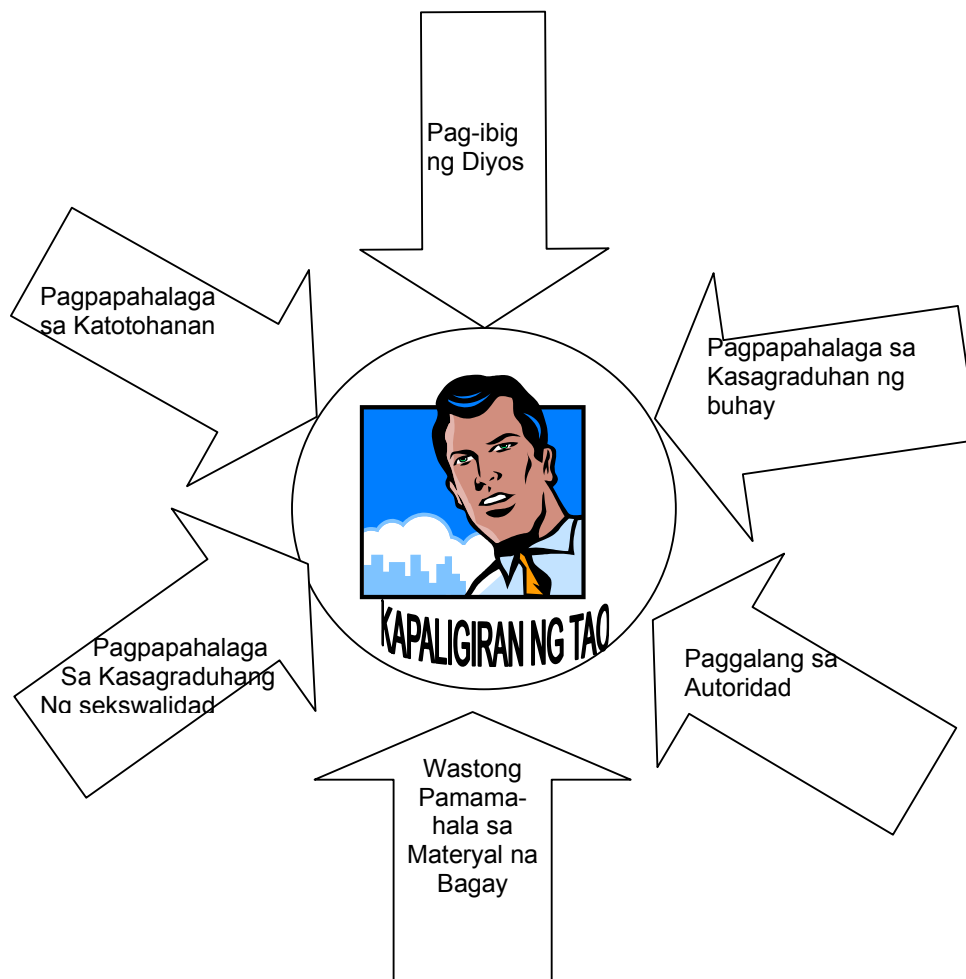 Pag-ibig
ng Diyos
Pagpapahalaga
sa Katotohanan
Pagpapahalaga sa
Kasagraduhan ng
buhay
KAPALIGIRAN NG TAO
Pagpapahalaga
Sa Kasagraduhang
Ng sekswalidad
Paggalang sa
Autoridad
Wastong
Pamama-
hala sa
Materyal na
Bagay